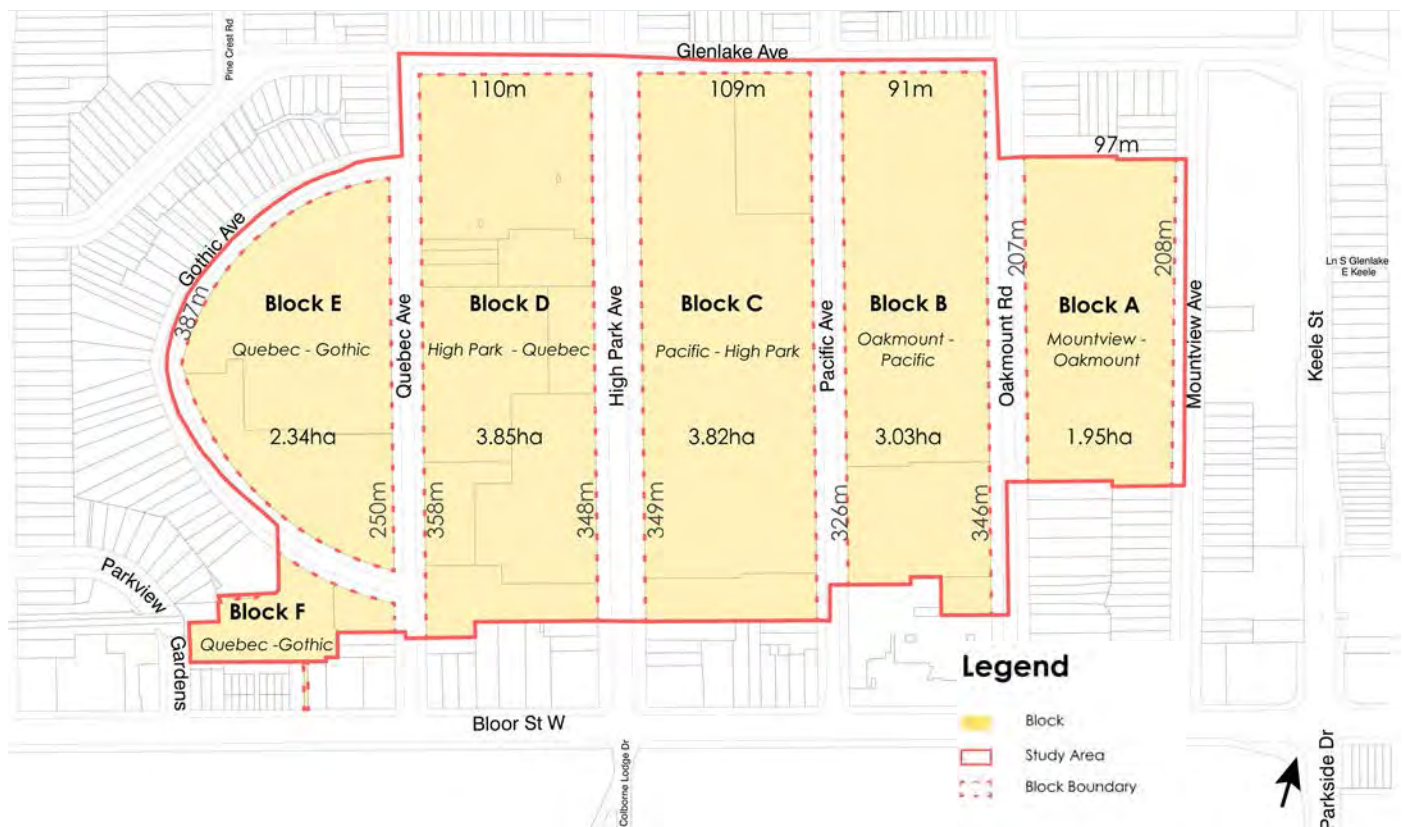 Pine Crest Rd
Glenlake Ave
110m
109m
91m
97m
Gothic Ave
387m
Block E
Quebec - Gothic
2.34ha
250m
Quebec Ave
Block D
High Park - Quebec
3.85ha
358m
348m
High Park Ave
Block C
Pacific - High Park
3.82ha
349m
Pacific Ave
326m
Block B
Oakmount -
Pacific
3.03ha
346m
Oakmount Rd
207m
Block A
Mountview -
Oakmount
1.95ha
208m
Mountview Ave
Keele St
Ln S Glenlake
E Keele
Parkview
Gardens
Block F
Quebec -Gothic
Bloor St W
Colborne Lodge Dr
Parkside Dr
Legend
Block
Study Area
Block Boundary